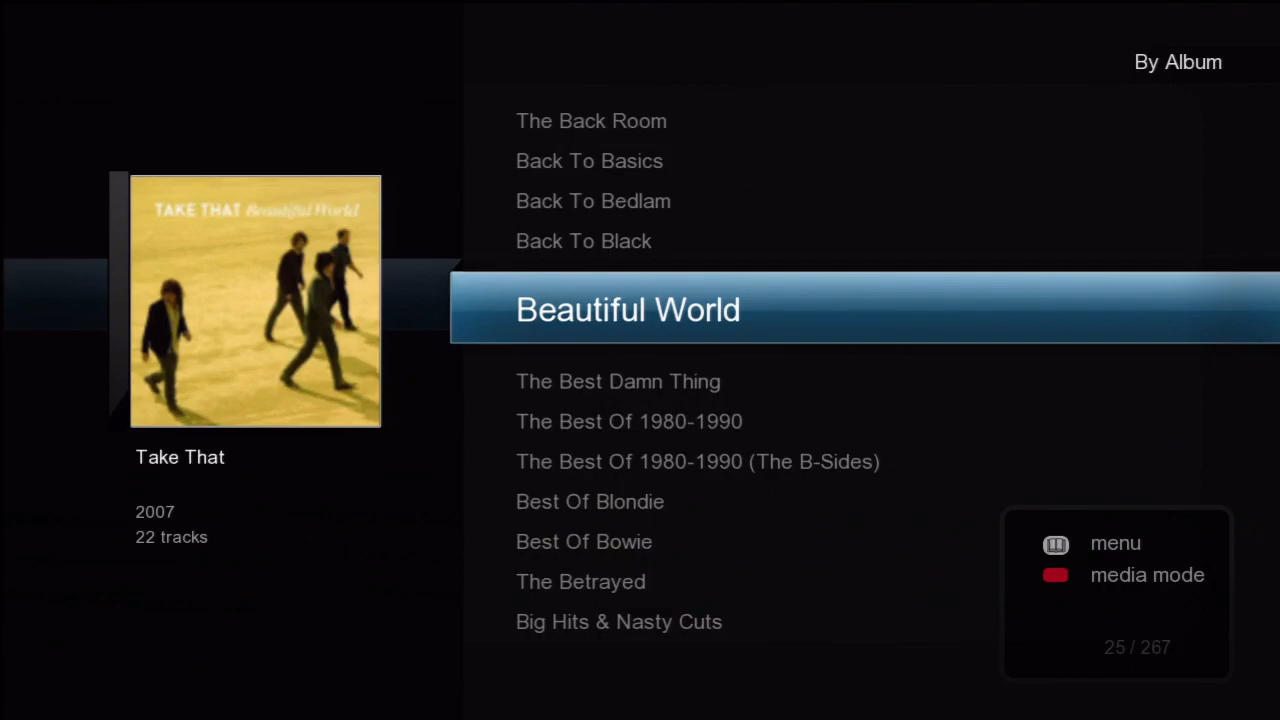 By Album
The Back Room
Back To Basics
Back To Bedlam
Back To Black
TAKE THAT Beautiful World
Beautiful World
The Best Damn Thing
The Best Of 1980-1990
The Best Of 1980-1990 (The B-Sides)
Best Of Blondie
Best Of Bowie
The Betrayed
Big Hits & Nasty Cuts
Take That
2007
22 tracks
menu
media mode
25 / 267